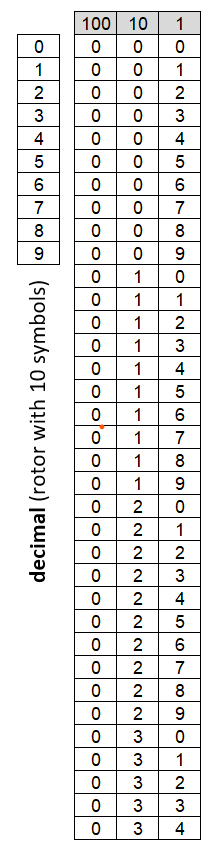 100 10 1
0 0 0 0
1 0 0 1
2 0 0 2
3 0 0 3
4 0 0 4
5 0 0 5
6 0 0 6
7 0 0 7
8 0 0 8
9 0 0 9
0 1 0
0 1 1
0 1 2
0 1 3
0 1 4
0 1 5
0 1 6
0 1 7
0 1 8
0 1 9
0 2 0
0 2 1
0 2 2
0 2 3
0 2 4
0 2 5
0 2 6
0 2 7
0 2 8
0 2 9
0 3 0
0 3 1
0 3 2
0 3 3
0 3 4
decimal (rotor with 10 symbols)